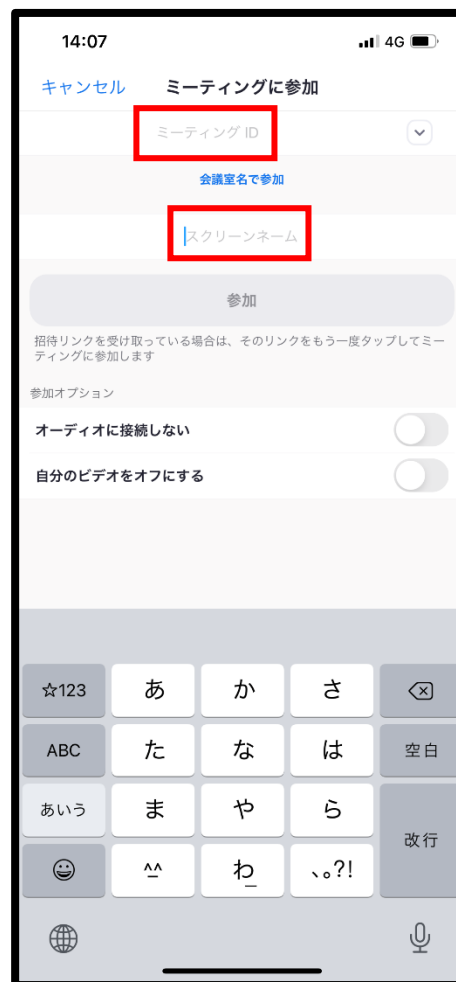 14:07 4G
キャンセル ミーティングに参加
ミーティング ID
会議室名で参加
スクリーンネーム
参加
招待リンクを受け取っている場合は、そのリンクをもう一度タップしてミー
ティングに参加します
参加オプション
オーディオに接続しない
自分のビデオをオフにする
☆123 あ か さ
ABC た な は 空白
あいう ま や ら
改行
^^ わ 、。?!